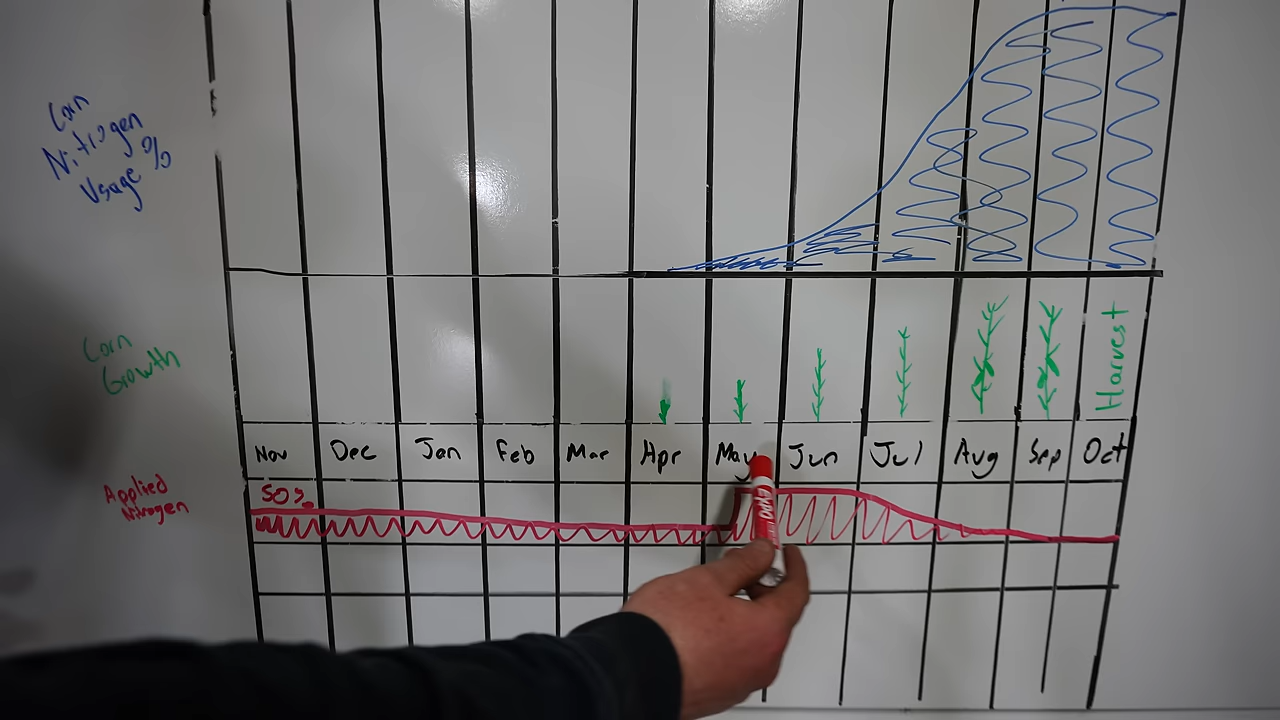 Corn
Nitrogen
Usage %
Corn
Growth
Harvest
Nov Dec Jan Feb Mar Apr May Jun Jul Aug Sep Oct
Applied
Nitrogen
50%
EXPO